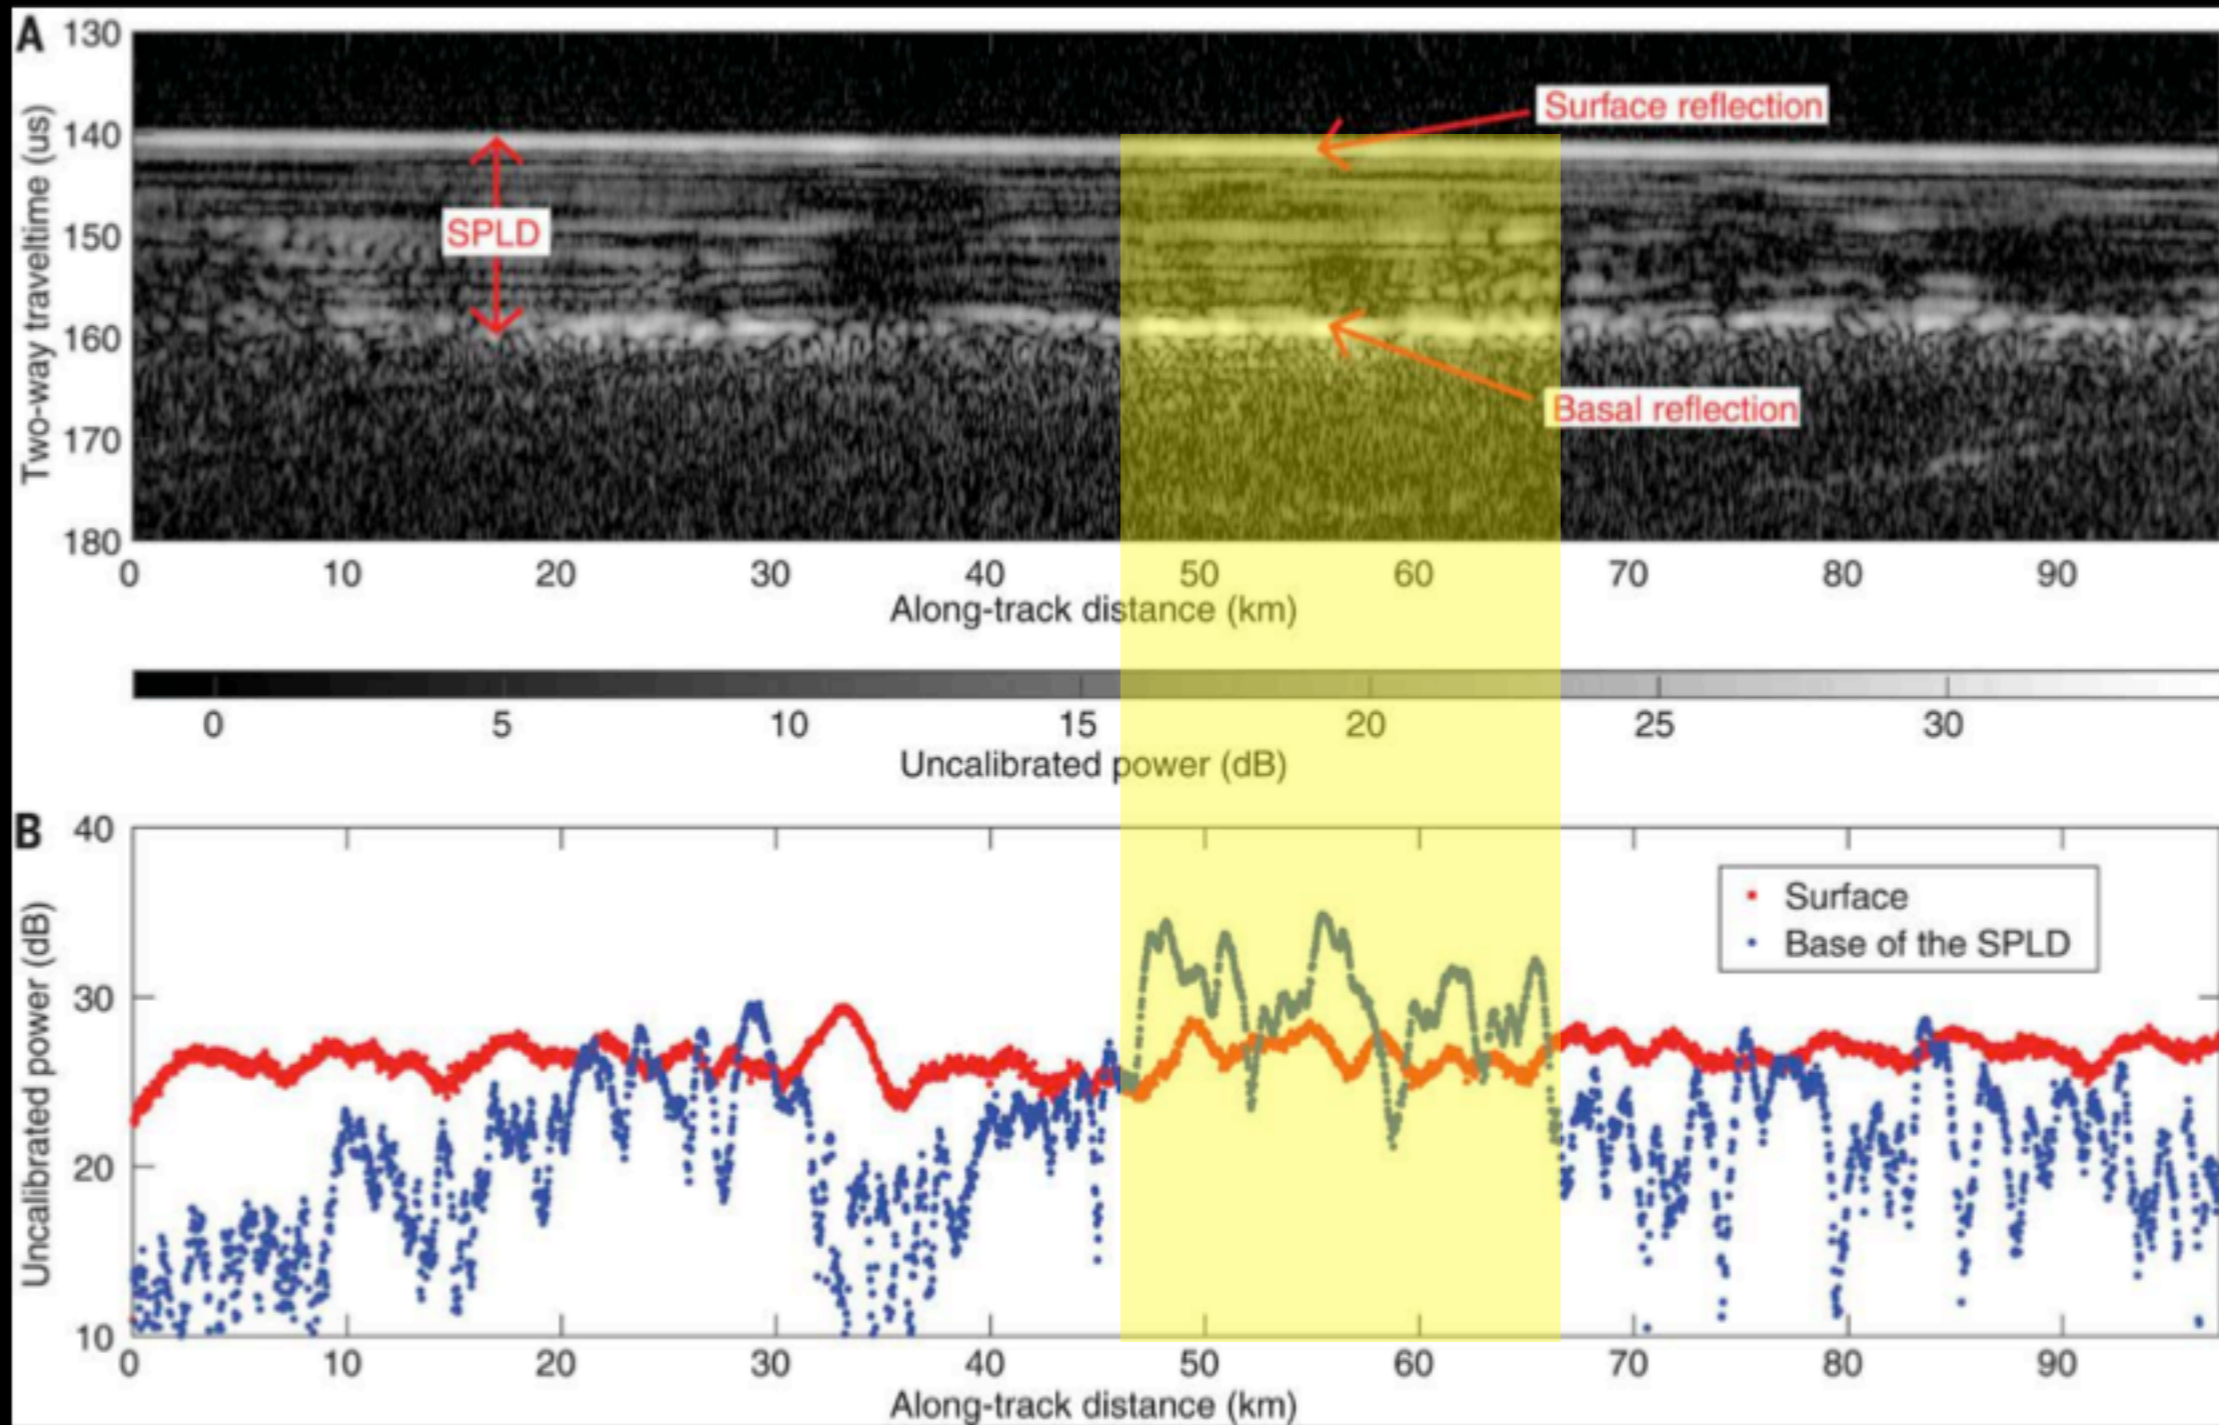 A
130
140
150
160
170
180
Two-way traveltime (us)
Surface reflection
SPLD
Basal reflection
0 10 20 30 40 50 60 70 80 90
Along-track distance (km)
0 5 10 15 20 25 30
Uncalibrated power (dB)
B
40
30
20
10
Uncalibrated power (dB)
Surface
Base of the SPLD
0 10 20 30 40 50 60 70 80 90
Along-track distance (km)